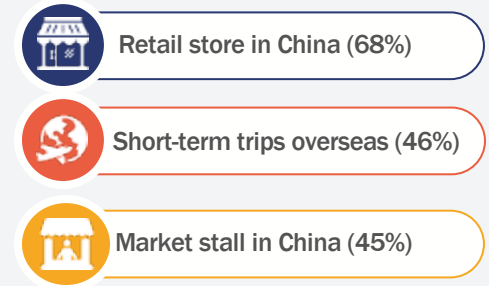 Retail store in China (68%)
Short-term trips overseas (46%)
Market stall in China (45%)